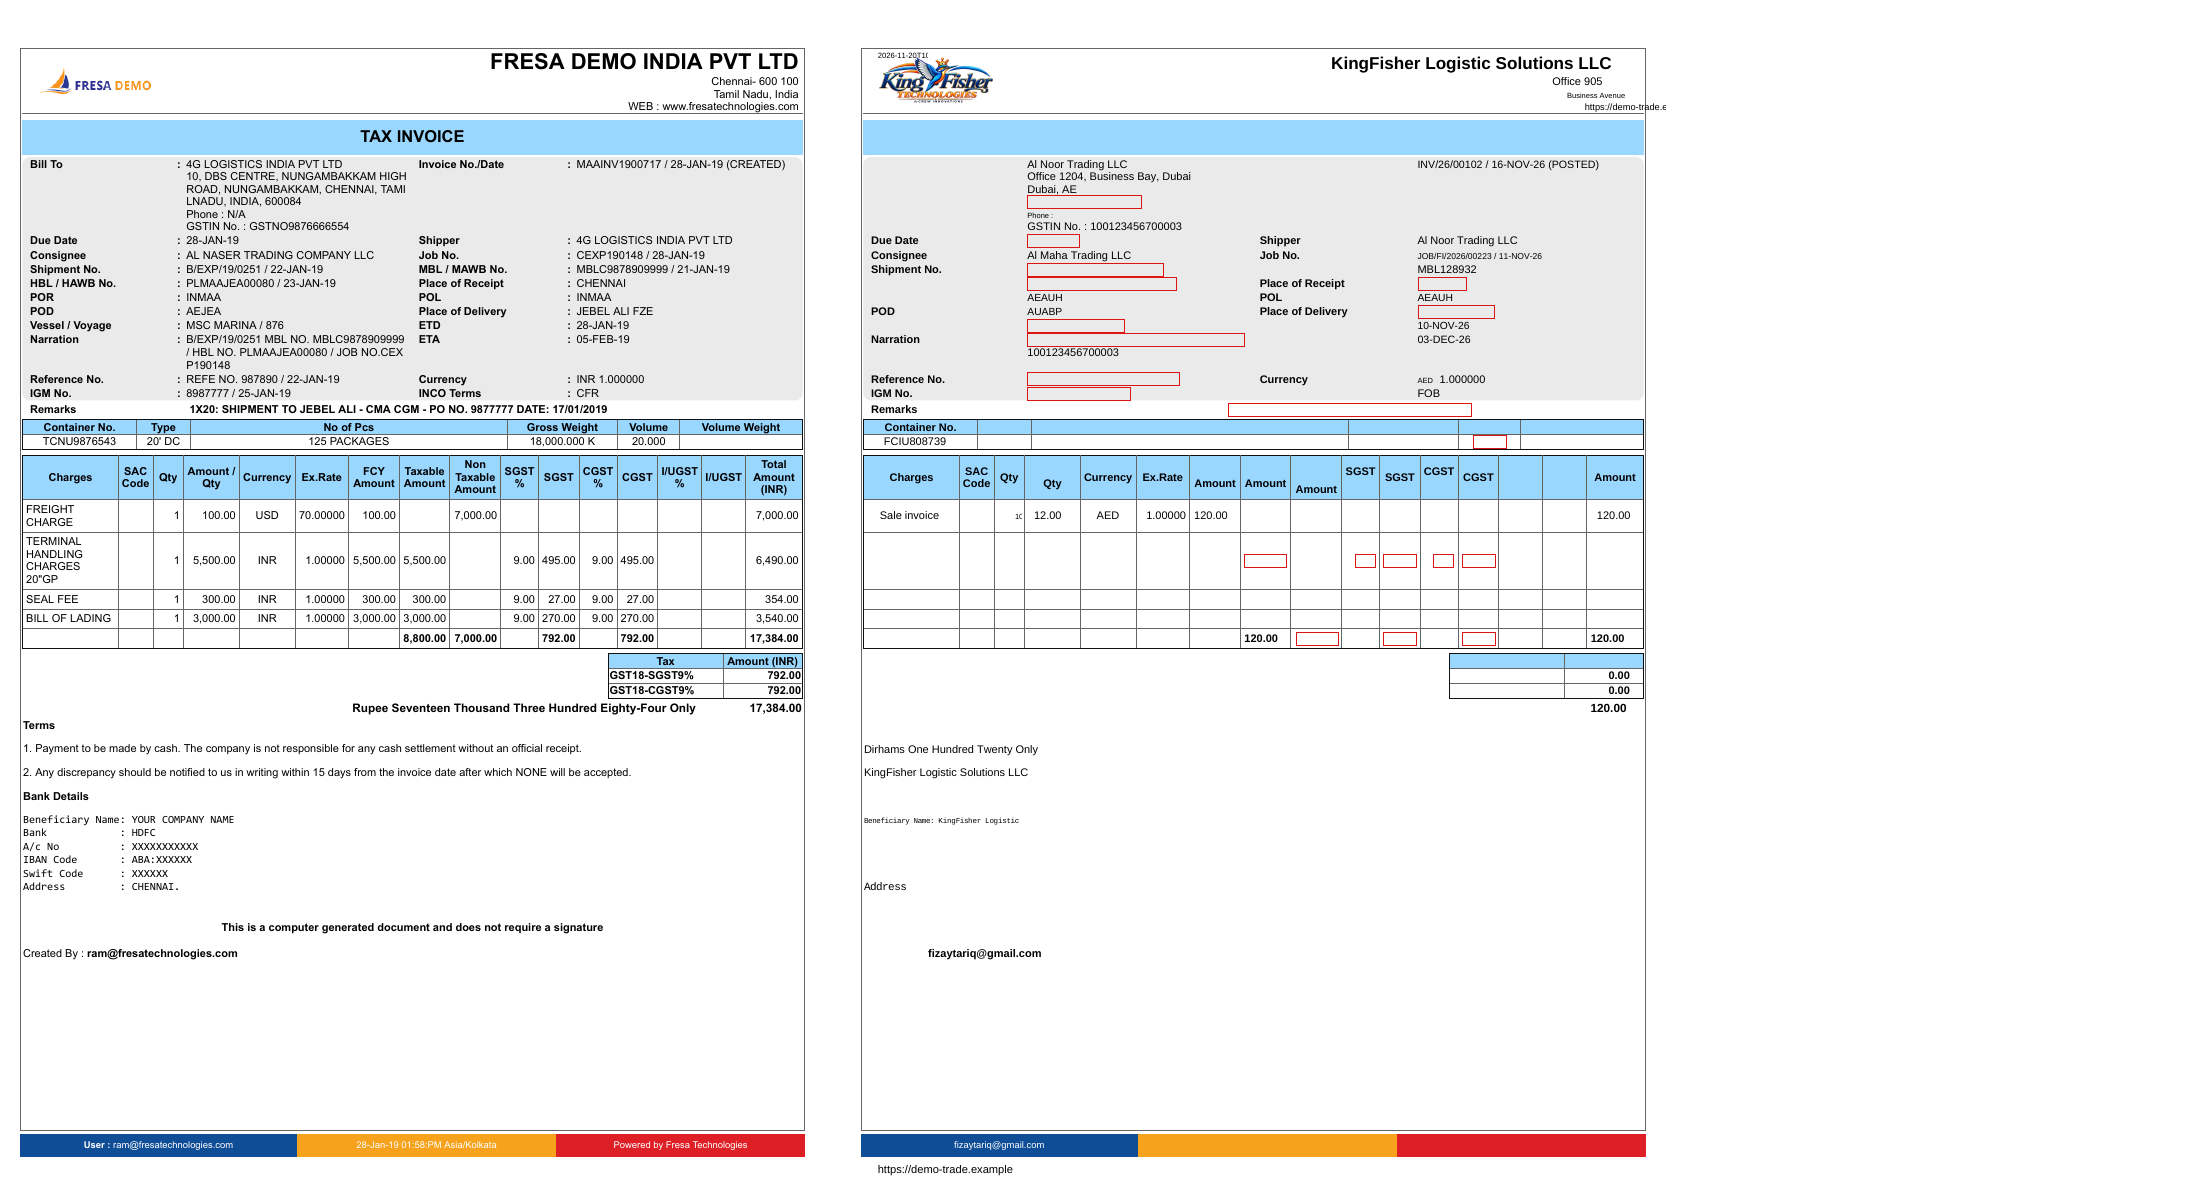 FRESA DEMO
FRESA DEMO INDIA PVT LTD
Chennai- 600 100
Tamil Nadu, India
WEB : www.fresatechnologies.com
TAX INVOICE
Bill To : 4G LOGISTICS INDIA PVT LTD Invoice No./Date : MAAINV1900717 / 28-JAN-19 (CREATED)
10, DBS CENTRE, NUNGAMBAKKAM HIGH
ROAD, NUNGAMBAKKAM, CHENNAI, TAMI
LNADU, INDIA, 600084
Phone : N/A
GSTIN No. : GSTNO9876666554
Due Date : 28-JAN-19 Shipper : 4G LOGISTICS INDIA PVT LTD
Consignee : AL NASER TRADING COMPANY LLC Job No. : CEXP190148 / 28-JAN-19
Shipment No. : B/EXP/19/0251 / 22-JAN-19 MBL / MAWB No. : MBLC9878909999 / 21-JAN-19
HBL / HAWB No. : PLMAAJEA00080 / 23-JAN-19 Place of Receipt : CHENNAI
POR : INMAA POL : INMAA
POD : AEJEA Place of Delivery : JEBEL ALI FZE
Vessel / Voyage : MSC MARINA / 876 ETD : 28-JAN-19
Narration : B/EXP/19/0251 MBL NO. MBLC9878909999 ETA : 05-FEB-19
/ HBL NO. PLMAAJEA00080 / JOB NO.CEX
P190148
Reference No. : REFE NO. 987890 / 22-JAN-19 Currency : INR 1.000000
IGM No. : 8987777 / 25-JAN-19 INCO Terms : CFR
Remarks 1X20: SHIPMENT TO JEBEL ALI - CMA CGM - PO NO. 9877777 DATE: 17/01/2019
Container No. Type No of Pcs Gross Weight Volume Volume Weight
TCNU9876543 20' DC 125 PACKAGES 18,000.000 K 20.000
Charges SAC Code Qty Amount / Qty Currency Ex.Rate FCY Amount Taxable Amount Non Taxable Amount SGST % SGST CGST % CGST I/UGST % I/UGST Total Amount (INR)
FREIGHT CHARGE 1 100.00 USD 70.00000 100.00 7,000.00 7,000.00
TERMINAL HANDLING CHARGES 20"GP 1 5,500.00 INR 1.00000 5,500.00 5,500.00 9.00 495.00 9.00 495.00 6,490.00
SEAL FEE 1 300.00 INR 1.00000 300.00 300.00 9.00 27.00 9.00 27.00 354.00
BILL OF LADING 1 3,000.00 INR 1.00000 3,000.00 3,000.00 9.00 270.00 9.00 270.00 3,540.00
8,800.00 7,000.00 792.00 792.00 17,384.00
Tax Amount (INR)
GST18-SGST9% 792.00
GST18-CGST9% 792.00
Rupee Seventeen Thousand Three Hundred Eighty-Four Only 17,384.00
Terms
1. Payment to be made by cash. The company is not responsible for any cash settlement without an official receipt.
2. Any discrepancy should be notified to us in writing within 15 days from the invoice date after which NONE will be accepted.
Bank Details
Beneficiary Name: YOUR COMPANY NAME
Bank : HDFC
A/c No : XXXXXXXXXXX
IBAN Code : ABA:XXXXXX
Swift Code : XXXXXX
Address : CHENNAI.
This is a computer generated document and does not require a signature
Created By : ram@fresatechnologies.com
User : ram@fresatechnologies.com 28-Jan-19 01:58:PM Asia/Kolkata Powered by Fresa Technologies
2026-11-20T1
King Fisher
TECHNOLOGIES
KingFisher Logistic Solutions LLC
Office 905
Business Avenue
https://demo-trade.e
Al Noor Trading LLC INV/26/00102 / 16-NOV-26 (POSTED)
Office 1204, Business Bay, Dubai
Dubai, AE
Phone :
GSTIN No. : 100123456700003
Due Date Shipper Al Noor Trading LLC
Consignee Al Maha Trading LLC Job No. JOB/FI/2026/00223 / 11-NOV-26
Shipment No. MBL128932
Place of Receipt
AEAUH POL AEAUH
POD AUABP Place of Delivery
10-NOV-26
Narration 03-DEC-26
100123456700003
Reference No. Currency AED 1.000000
IGM No. FOB
Remarks
Container No.
FCIU808739
Charges SAC Code Qty Qty Currency Ex.Rate Amount Amount Amount SGST SGST CGST CGST Amount
Sale invoice 10 12.00 AED 1.00000 120.00 120.00
120.00 120.00
0.00
0.00
120.00
Dirhams One Hundred Twenty Only
KingFisher Logistic Solutions LLC
Beneficiary Name: KingFisher Logistic
Address
fizaytariq@gmail.com
fizaytariq@gmail.com
https://demo-trade.example